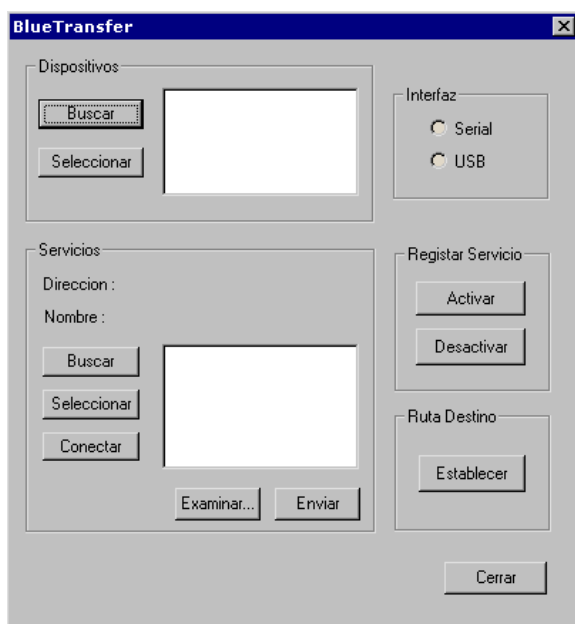 BlueTransfer
Dispositivos
Buscar
Seleccionar
Interfaz
Serial
USB
Servicios
Direccion :
Nombre :
Buscar
Seleccionar
Conectar
Examinar...
Enviar
Registar Servicio
Activar
Desactivar
Ruta Destino
Establecer
Cerrar